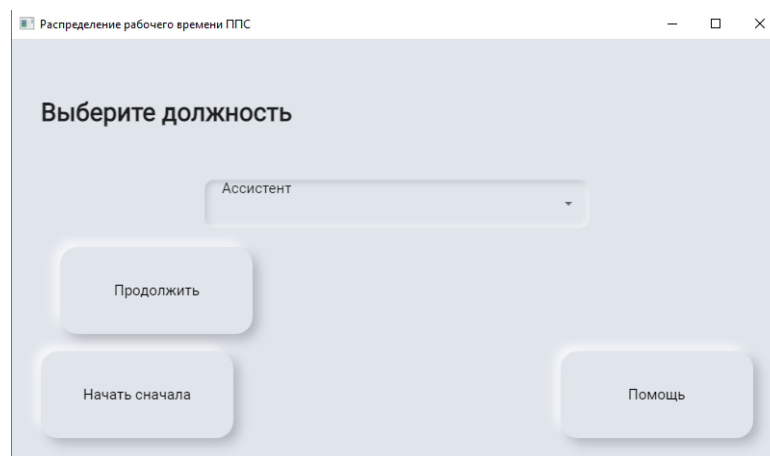 Распределение рабочего времени ППС
Выберите должность
Ассистент
Продолжить
Начать сначала
Помощь